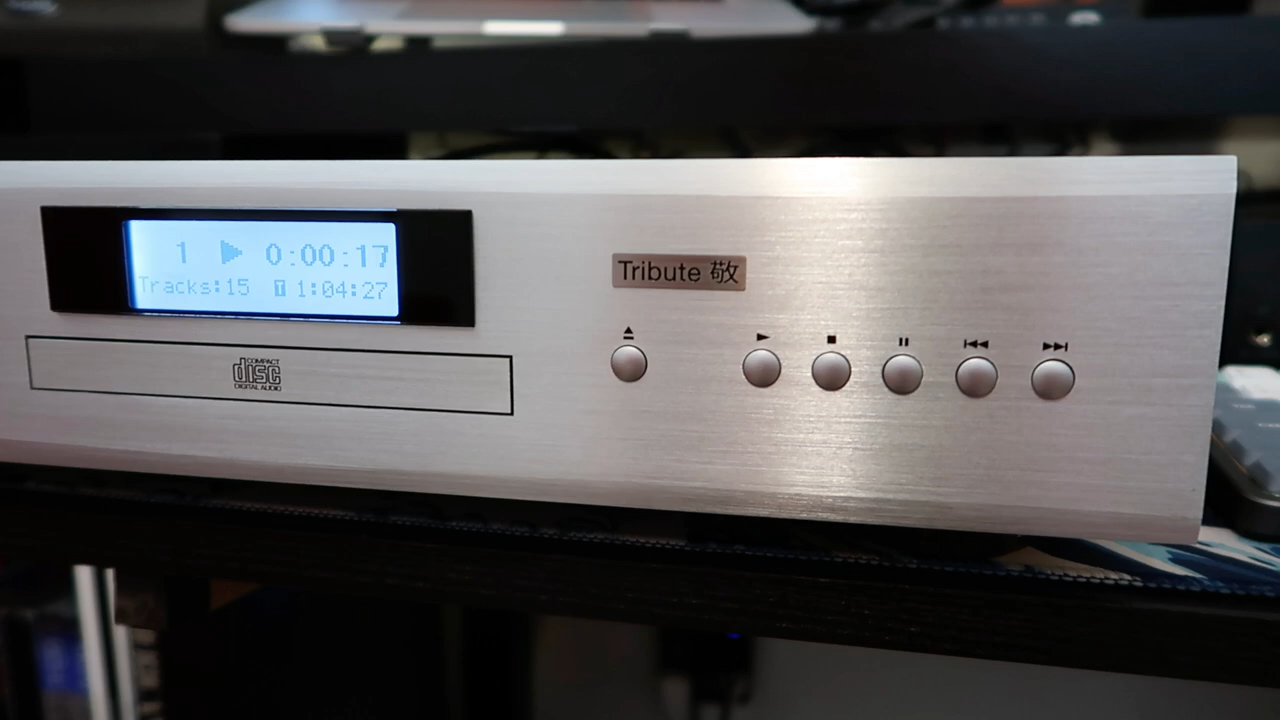 1 ▶ 0:00:17
Tracks:15 T 1:04:27
COMPACT
disc
DIGITAL AUDIO
Tribute 敬